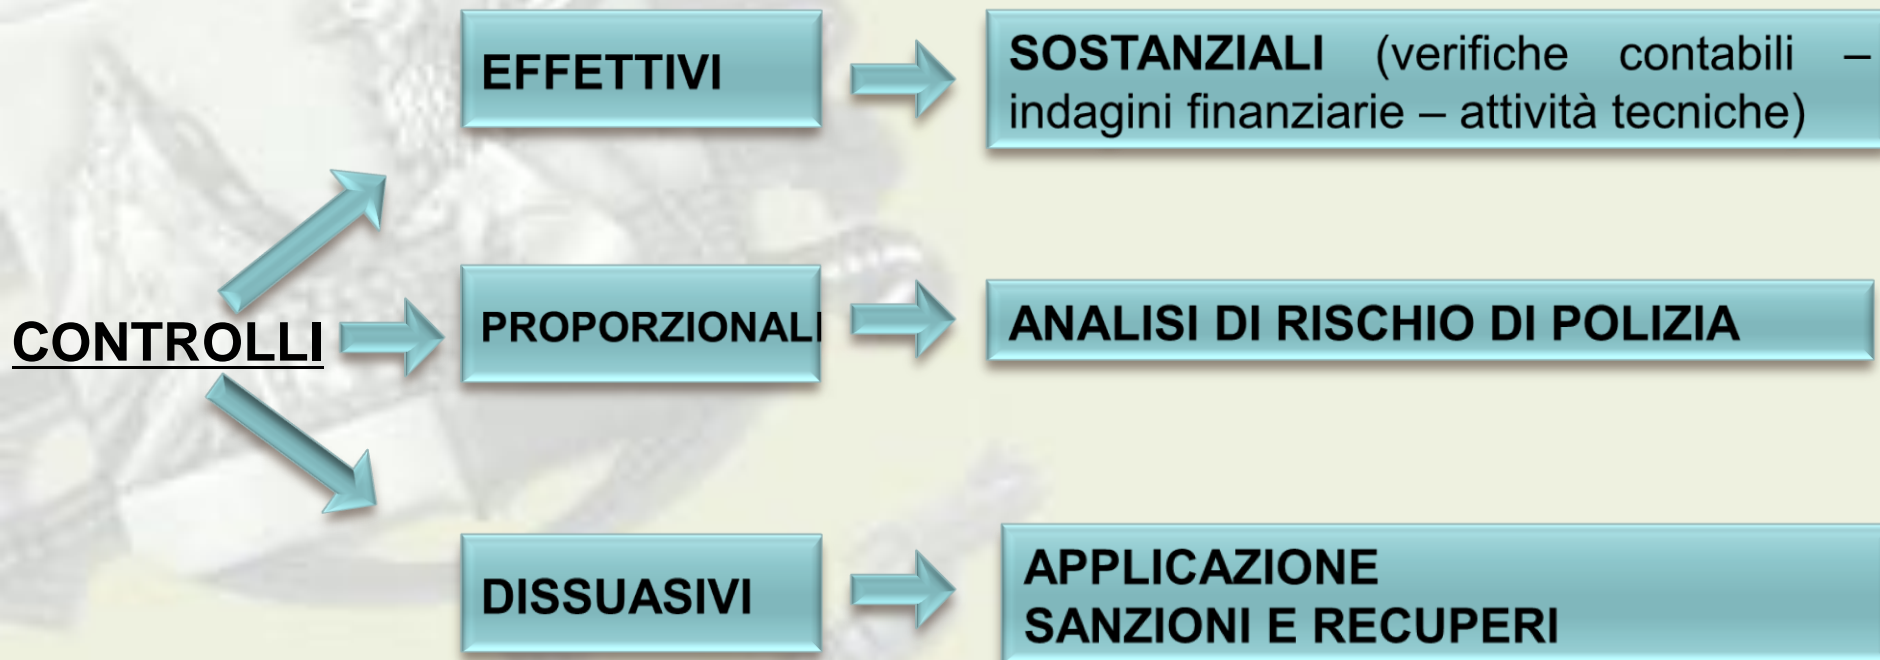 EFFETTIVI
SOSTANZIALI (verifiche contabili –
indagini finanziarie – attività tecniche)
CONTROLLI
PROPORZIONALI
ANALISI DI RISCHIO DI POLIZIA
DISSUASIVI
APPLICAZIONE
SANZIONI E RECUPERI